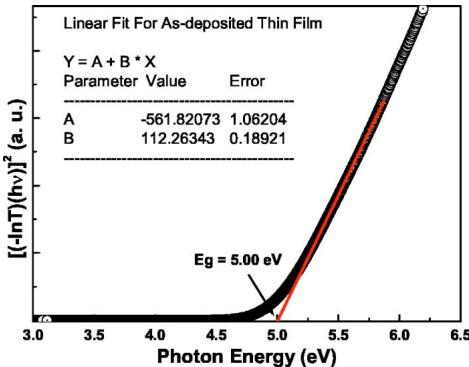 Linear Fit For As-deposited Thin Film
Y = A + B * X
Parameter Value Error
A -561.82073 1.06204
B 112.26343 0.18921
[(-lnT)(hν)]² (a. u.)
Eg = 5.00 eV
3.0 3.5 4.0 4.5 5.0 5.5 6.0 6.5
Photon Energy (eV)